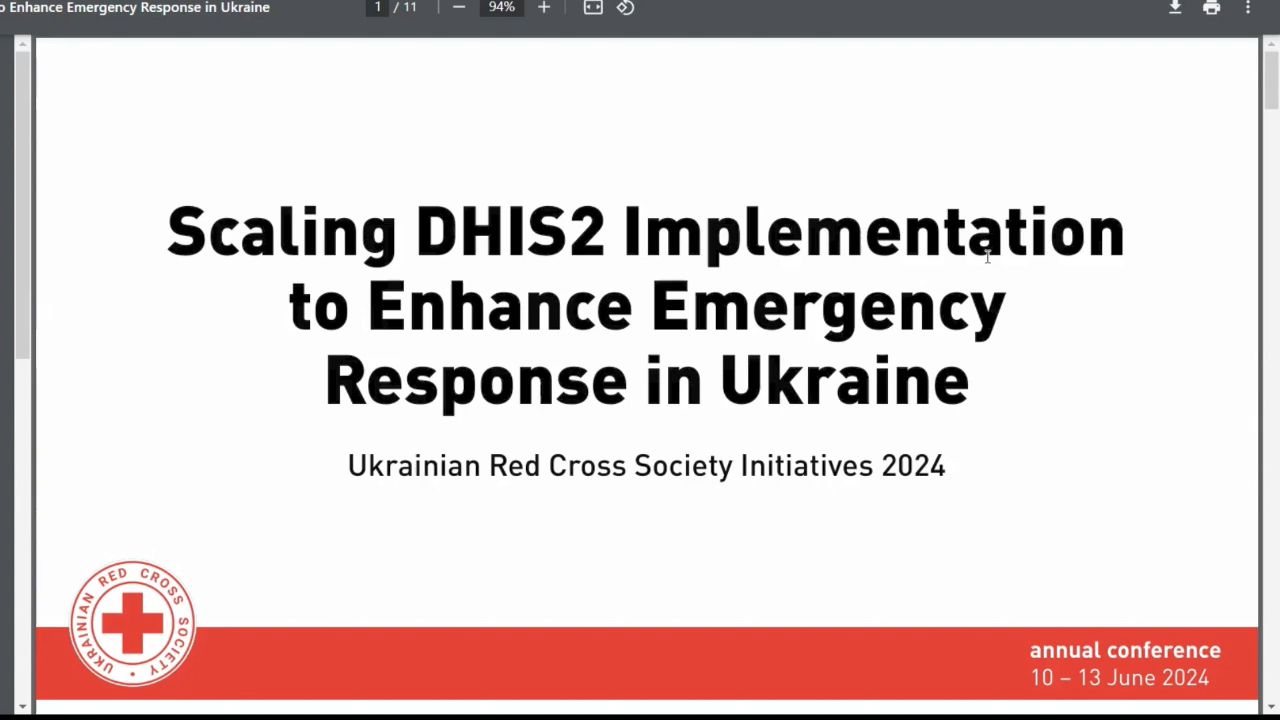 o Enhance Emergency Response in Ukraine
1 / 11
94%
Scaling DHIS2 Implementation
to Enhance Emergency
Response in Ukraine
Ukrainian Red Cross Society Initiatives 2024
UKRAINIAN RED CROSS SOCIETY
annual conference
10 – 13 June 2024